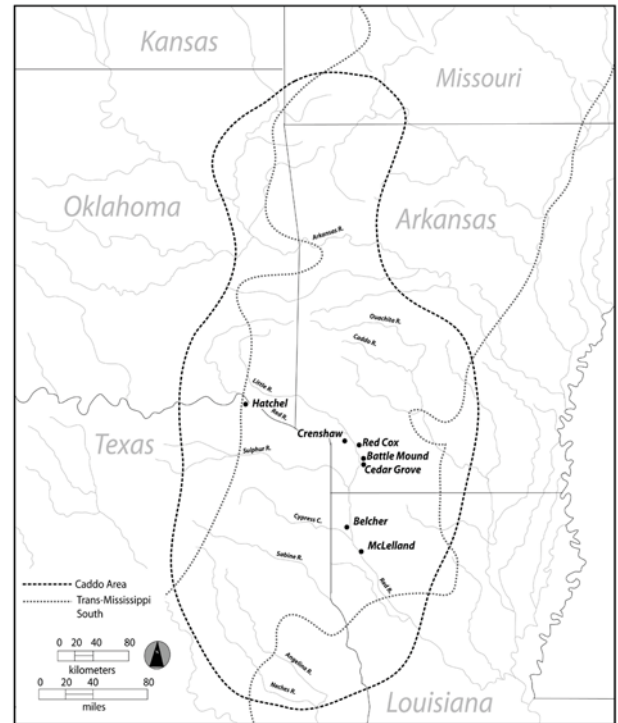 Kansas
Missouri
Oklahoma
Arkansas
Arkansas R.
Ouachita R.
Caddo R.
Little R.
Hatchel
Red R.
Crenshaw
Red Cox
Texas
Sulphur R.
Battle Mound
Cedar Grove
Cypress C.
Belcher
McLelland
Sabine R.
Red R.
Caddo Area
Trans-Mississippi
South
0 20 40 80
kilometers
0 20 40 80
miles
Angelina R.
Neches R.
Louisiana